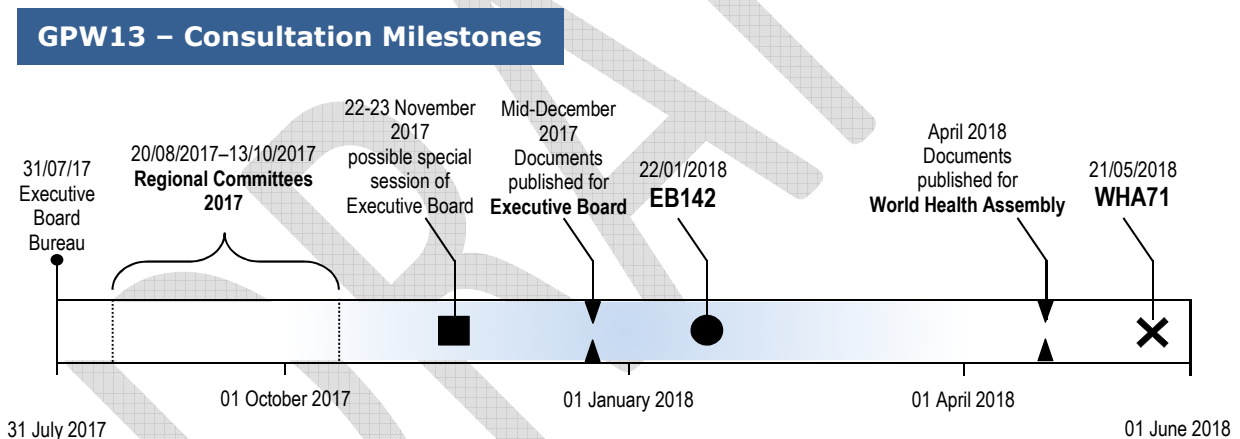 GPW13 – Consultation Milestones
31/07/17
Executive
Board
Bureau
20/08/2017–13/10/2017
Regional Committees
2017
22-23 November
2017
possible special
session of
Executive Board
Mid-December
2017
Documents
published for
Executive Board
22/01/2018
EB142
April 2018
Documents
published for
World Health Assembly
21/05/2018
WHA71
31 July 2017
01 October 2017
01 January 2018
01 April 2018
01 June 2018